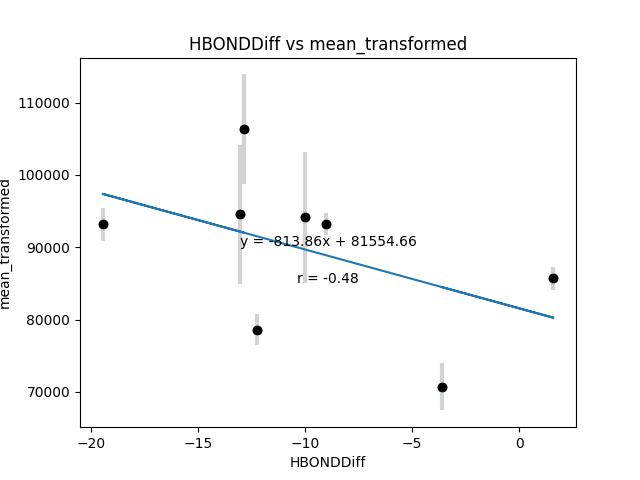 HBONDDiff vs mean_transformed
mean_transformed
110000
100000
90000
80000
70000
y = -813.86x + 81554.66
r = -0.48
−20
−15
−10
−5
0
HBONDDiff